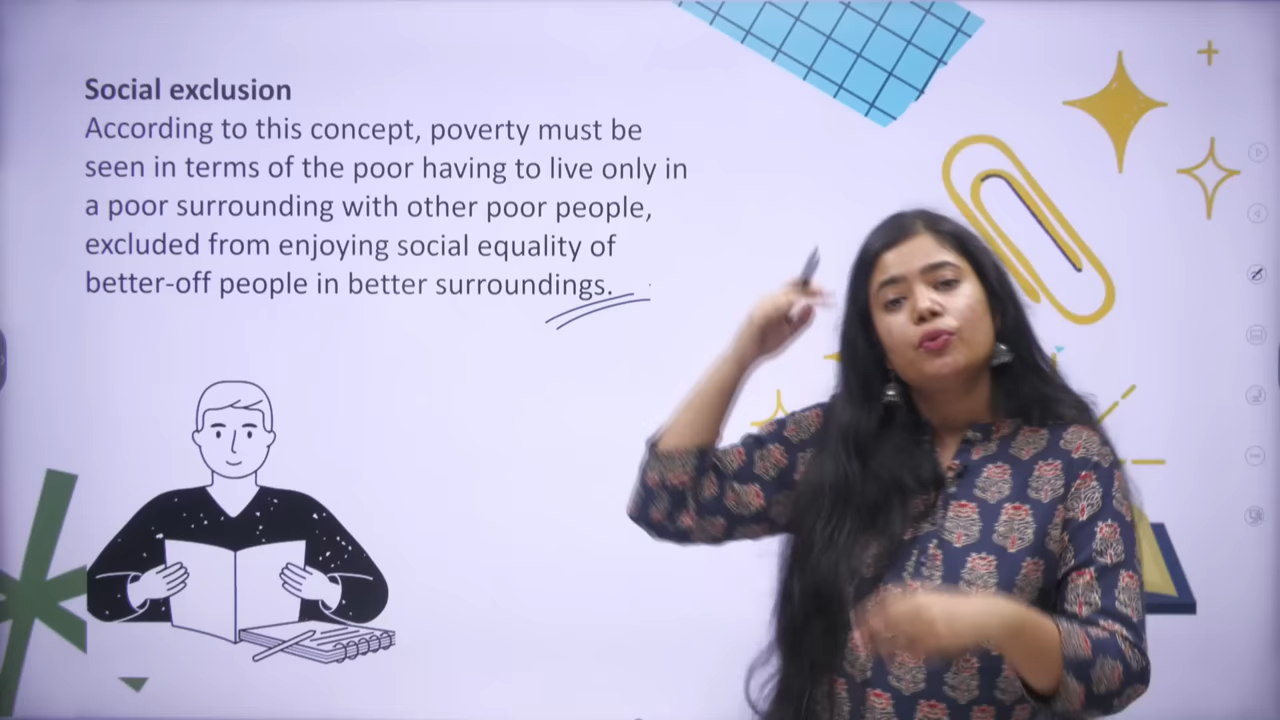 Social exclusion
According to this concept, poverty must be
seen in terms of the poor having to live only in
a poor surrounding with other poor people,
excluded from enjoying social equality of
better-off people in better surroundings.